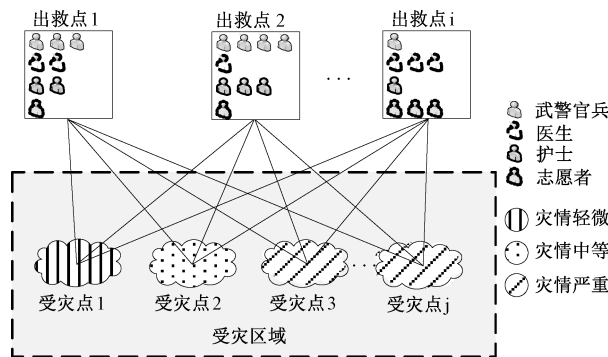 出救点1
出救点2
出救点i
···
武警官兵
医生
护士
志愿者
灾情轻微
灾情中等
灾情严重
···
受灾点1
受灾点2
受灾点3
受灾点j
受灾区域